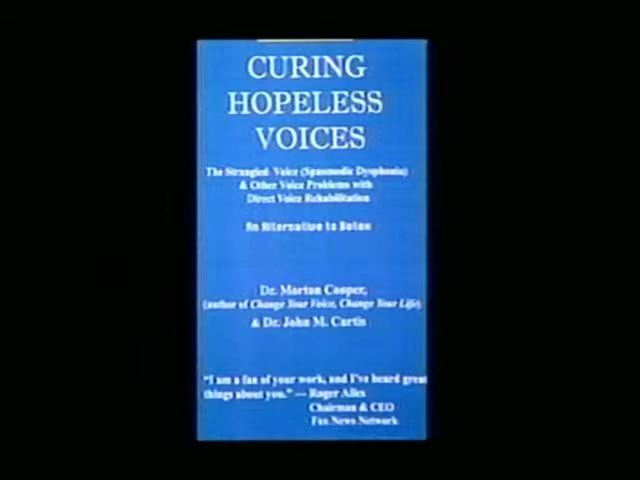 CURING
HOPELESS
VOICES
The Strangled Voice (Spasmodic Dysphonia)
& Other Voice Problems with
Direct Voice Rehabilitation
An Alternative to Botox
Dr. Morton Cooper,
(author of Change Your Voice, Change Your Life)
& Dr. John M. Curtis
"I am a fan of your work, and I've heard great
things about you." — Roger Ailes
Chairman & CEO
Fox News Network